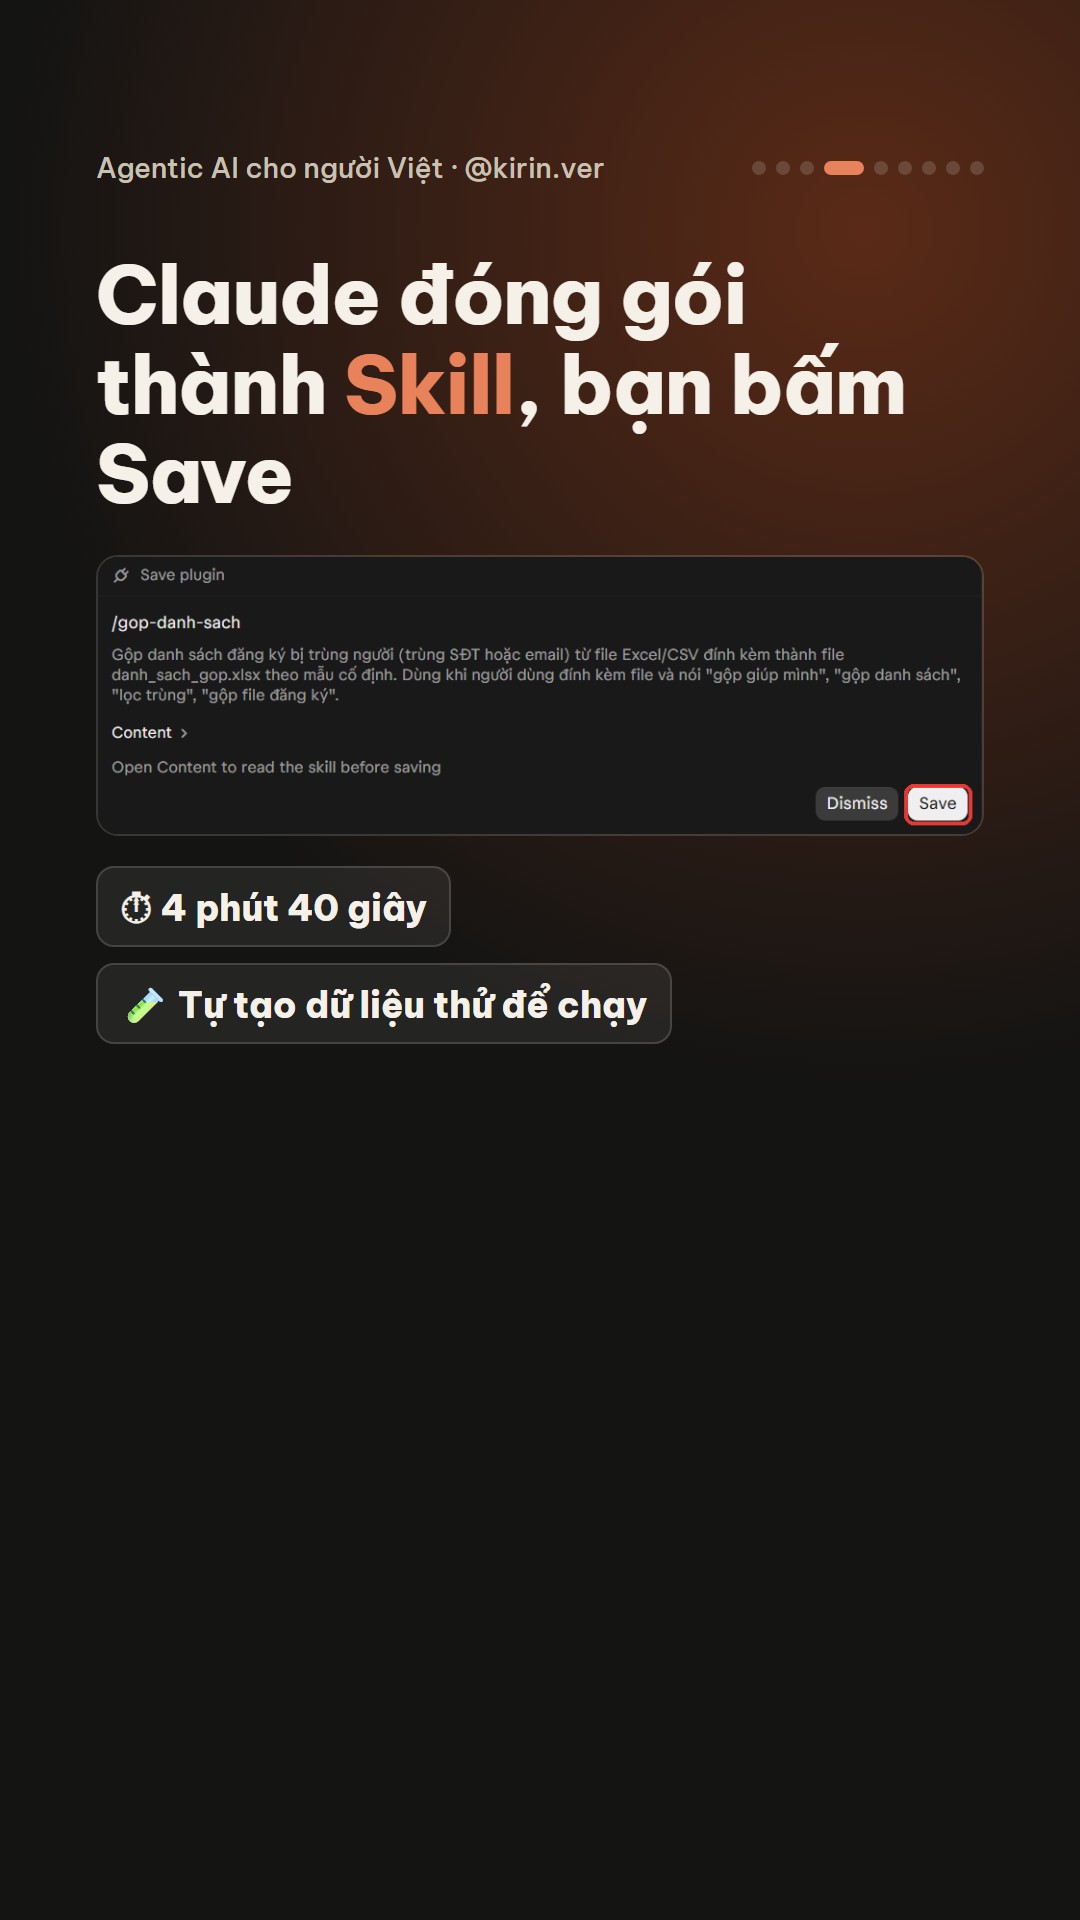 Agentic AI cho người Việt · @kirin.ver
Claude đóng gói
thành Skill, bạn bấm
Save
Save plugin
/gop-danh-sach
Gộp danh sách đăng ký bị trùng người (trùng SĐT hoặc email) từ file Excel/CSV đính kèm thành file
danh_sach_gop.xlsx theo mẫu cố định. Dùng khi người dùng đính kèm file và nói "gộp giúp mình", "gộp danh sách",
"lọc trùng", "gộp file đăng ký".
Content >
Open Content to read the skill before saving
Dismiss Save
⏱ 4 phút 40 giây
🧪 Tự tạo dữ liệu thử để chạy